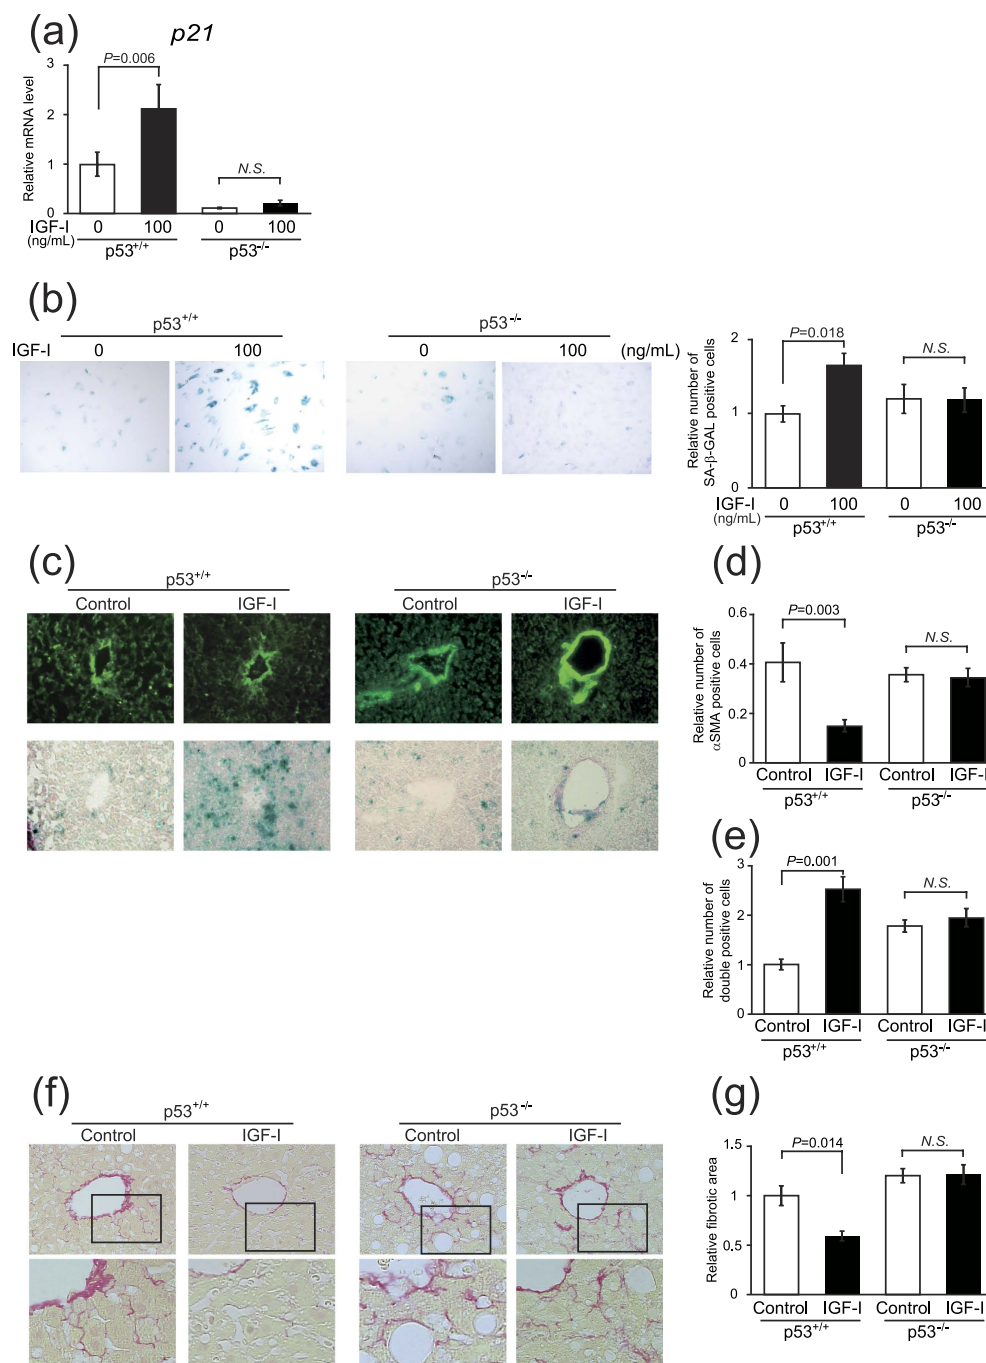 (a)
p21
P=0.006
N.S.
Relative mRNA level
3
2
1
0
IGF-I 0 100 0 100
(ng/mL)
p53+/+ p53-/-
(b)
p53+/+ p53-/-
IGF-I 0 100 0 100 (ng/mL)
Relative number of
SA-β-GAL positive cells
2
1
0
P=0.018
N.S.
IGF-I 0 100 0 100
(ng/mL)
p53+/+ p53-/-
(c)
p53+/+ p53-/-
Control IGF-I Control IGF-I
(d)
Relative number of
αSMA positive cells
0.6
0.4
0.2
0
P=0.003
N.S.
Control IGF-I Control IGF-I
p53+/+ p53-/-
(e)
Relative number of
double positive cells
3
2
1
0
P=0.001
N.S.
Control IGF-I Control IGF-I
p53+/+ p53-/-
(f)
p53+/+ p53-/-
Control IGF-I Control IGF-I
(g)
Relative fibrotic area
1.5
1
0.5
0
P=0.014
N.S.
Control IGF-I Control IGF-I
p53+/+ p53-/-